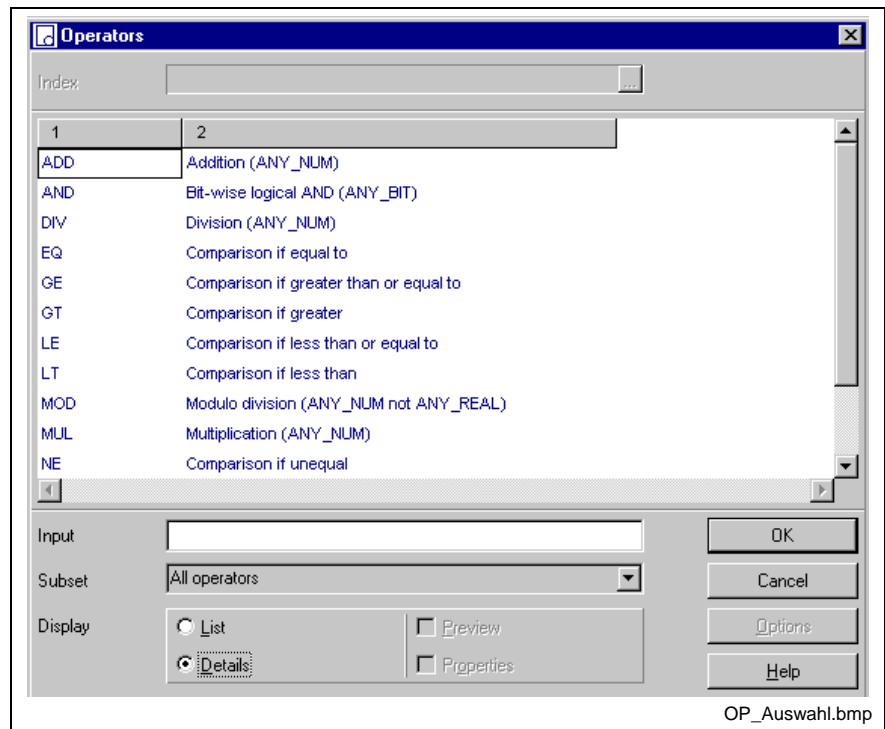 Operators
Index ...
1 2
ADD Addition (ANY_NUM)
AND Bit-wise logical AND (ANY_BIT)
DIV Division (ANY_NUM)
EQ Comparison if equal to
GE Comparison if greater than or equal to
GT Comparison if greater
LE Comparison if less than or equal to
LT Comparison if less than
MOD Modulo division (ANY_NUM not ANY_REAL)
MUL Multiplication (ANY_NUM)
NE Comparison if unequal
Input OK
Subset All operators Cancel
Display List Preview Options
Details Properties Help
OP_Auswahl.bmp